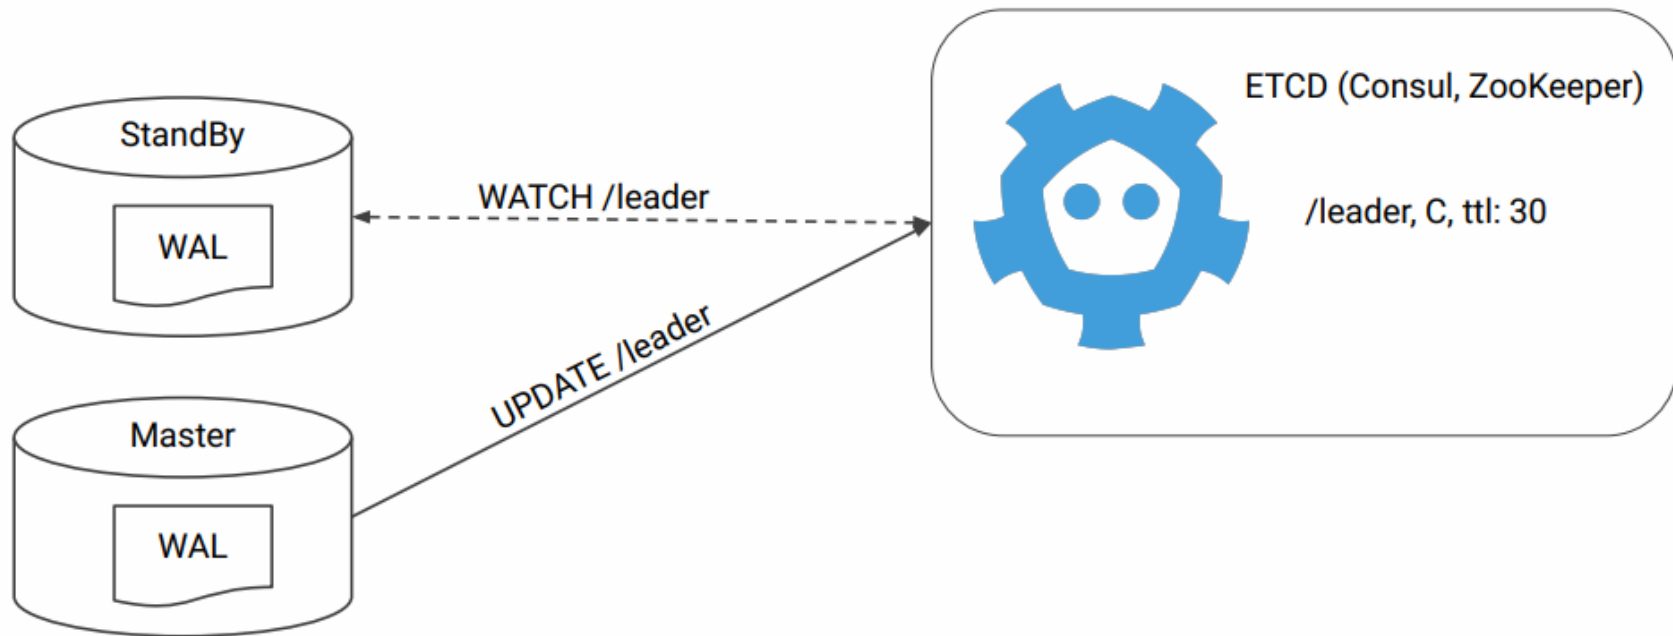 ETCD (Consul, ZooKeeper)
StandBy
WATCH /leader
/leader, C, ttl: 30
WAL
UPDATE /leader
Master
WAL